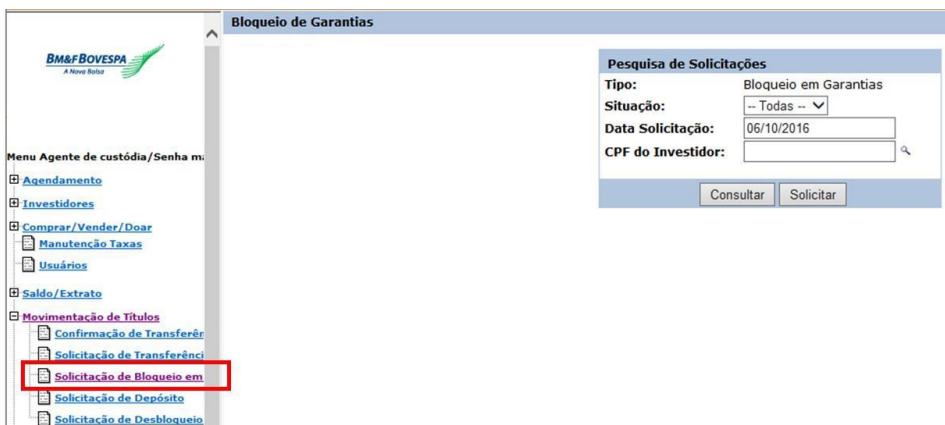 Bloqueio de Garantias
BM&FBOVESPA
A Nova Bolsa
Menu Agente de custódia/Senha ma
Agendamento
Investidores
Comprar/Vender/Doar
Manutenção Taxas
Usuários
Saldo/Extrato
Movimentação de Títulos
Confirmação de Transferên
Solicitação de Transferênci
Solicitação de Bloqueio em
Solicitação de Depósito
Solicitação de Desbloqueio
Pesquisa de Solicitações
Tipo: Bloqueio em Garantias
Situação: -- Todas --
Data Solicitação: 06/10/2016
CPF do Investidor:
Consultar Solicitar